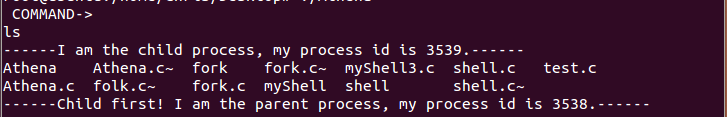 COMMAND->
ls
------I am the child process, my process id is 3539.------
Athena Athena.c~ fork fork.c~ myShell3.c shell.c test.c
Athena.c folk.c~ fork.c myShell shell shell.c~
------Child first! I am the parent process, my process id is 3538.------